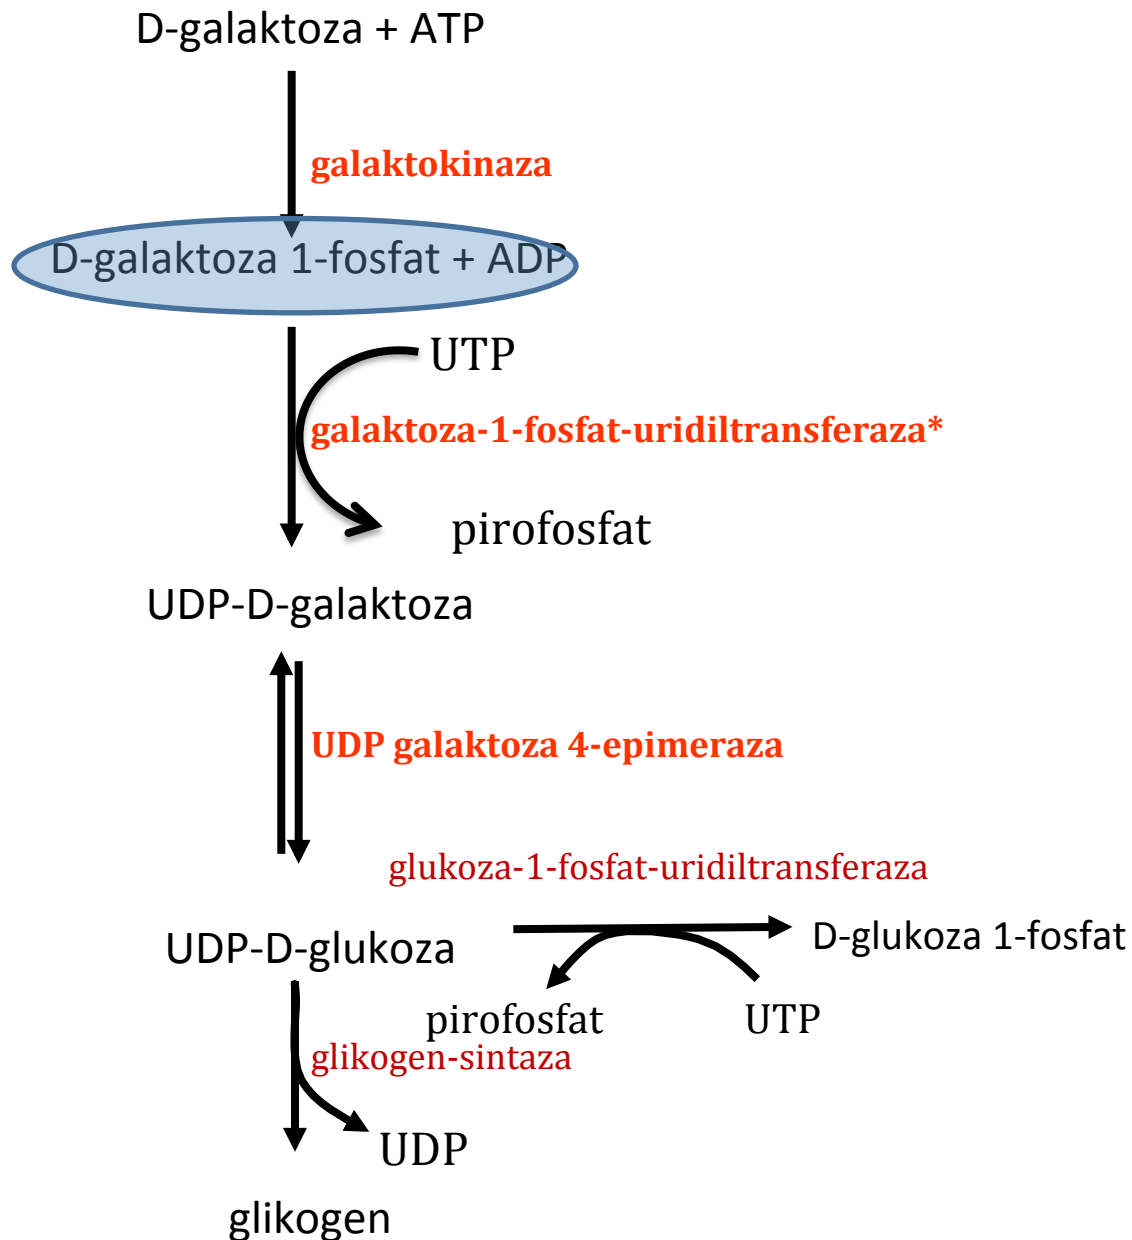 D-galaktoza + ATP
galaktokinaza
D-galaktoza 1-fosfat + ADP
UTP
galaktoza-1-fosfat-uridiltransferaza*
pirofosfat
UDP-D-galaktoza
UDP galaktoza 4-epimeraza
glukoza-1-fosfat-uridiltransferaza
UDP-D-glukoza
D-glukoza 1-fosfat
pirofosfat
UTP
glikogen-sintaza
UDP
glikogen